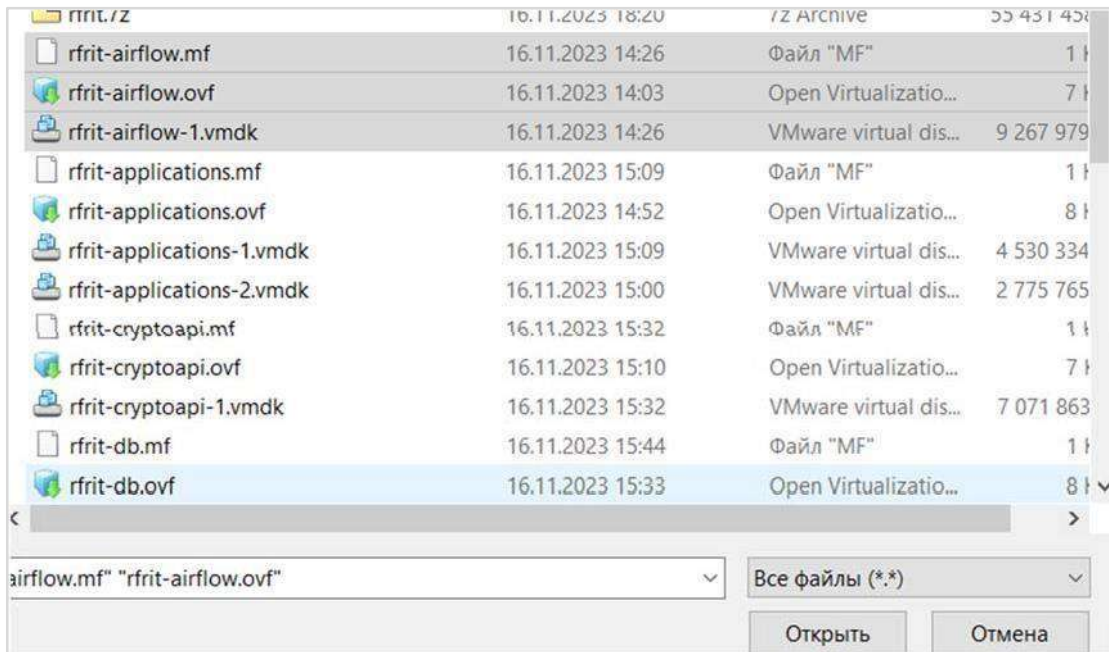 rfrit.7z 16.11.2023 18:20 7z Archive 55 431 458
rfrit-airflow.mf 16.11.2023 14:26 Файл "MF" 1
rfrit-airflow.ovf 16.11.2023 14:03 Open Virtualizatio... 7
rfrit-airflow-1.vmdk 16.11.2023 14:26 VMware virtual dis... 9 267 979
rfrit-applications.mf 16.11.2023 15:09 Файл "MF" 1
rfrit-applications.ovf 16.11.2023 14:52 Open Virtualizatio... 8
rfrit-applications-1.vmdk 16.11.2023 15:09 VMware virtual dis... 4 530 334
rfrit-applications-2.vmdk 16.11.2023 15:00 VMware virtual dis... 2 775 765
rfrit-cryptoapi.mf 16.11.2023 15:32 Файл "MF" 1
rfrit-cryptoapi.ovf 16.11.2023 15:10 Open Virtualizatio... 7
rfrit-cryptoapi-1.vmdk 16.11.2023 15:32 VMware virtual dis... 7 071 863
rfrit-db.mf 16.11.2023 15:44 Файл "MF" 1
rfrit-db.ovf 16.11.2023 15:33 Open Virtualizatio... 8
airflow.mf" "rfrit-airflow.ovf" Все файлы (*.*)
Открыть Отмена